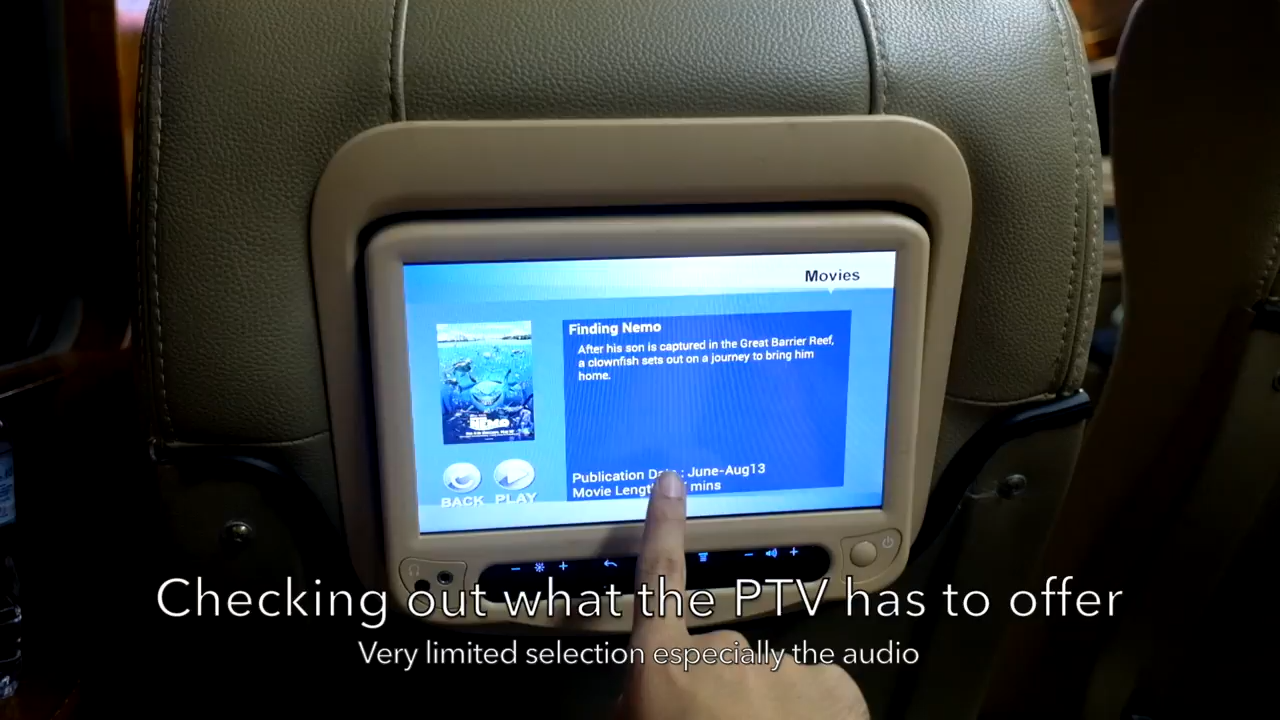 Movies
Finding Nemo
After his son is captured in the Great Barrier Reef,
a clownfish sets out on a journey to bring him
home.
Publication : June-Aug13
Movie mins
NEMO
BACK PLAY
Checking out what the PTV has to offer
Very limited selection especially the audio